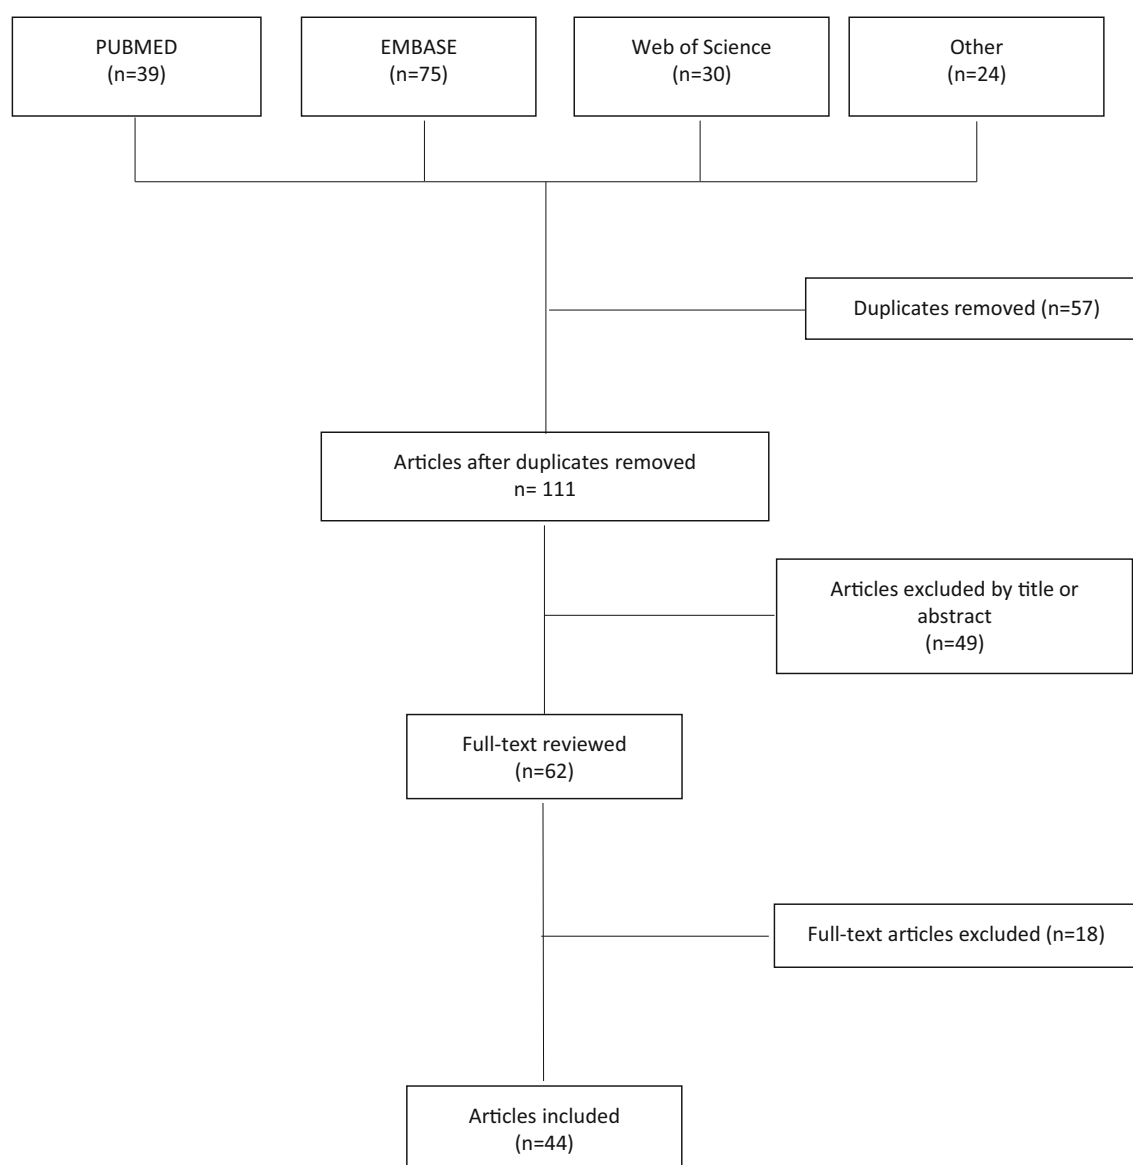 PUBMED
(n=39)
EMBASE
(n=75)
Web of Science
(n=30)
Other
(n=24)
Duplicates removed (n=57)
Articles after duplicates removed
n= 111
Articles excluded by title or
abstract
(n=49)
Full-text reviewed
(n=62)
Full-text articles excluded (n=18)
Articles included
(n=44)